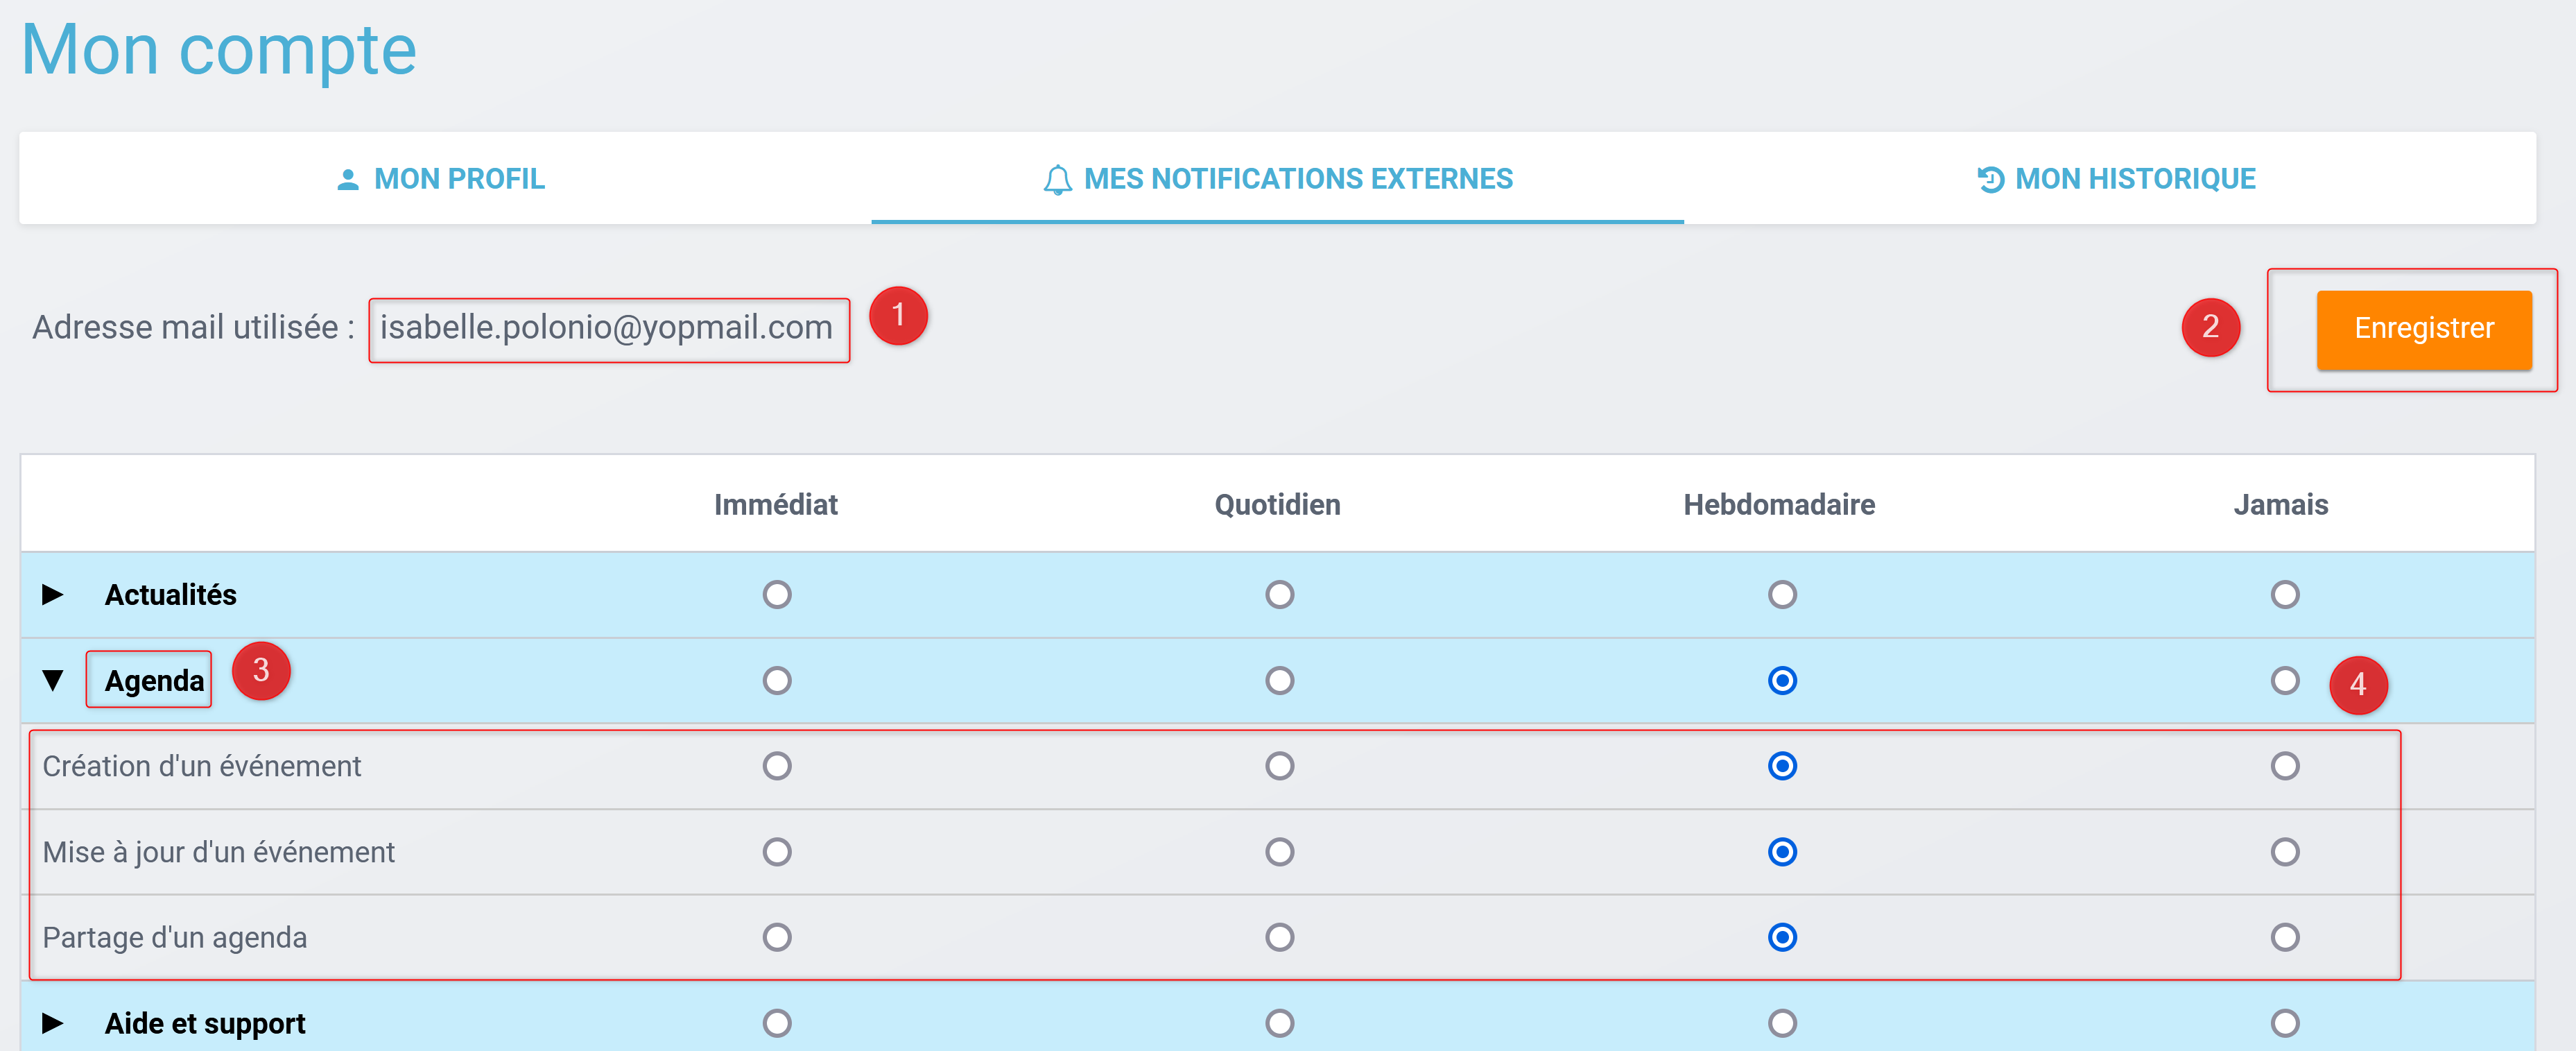 Mon compte
MON PROFIL MES NOTIFICATIONS EXTERNES MON HISTORIQUE
Adresse mail utilisée : isabelle.polonio@yopmail.com 1 2 Enregistrer
Immédiat Quotidien Hebdomadaire Jamais
Actualités
Agenda 3 4
Création d'un événement
Mise à jour d'un événement
Partage d'un agenda
Aide et support